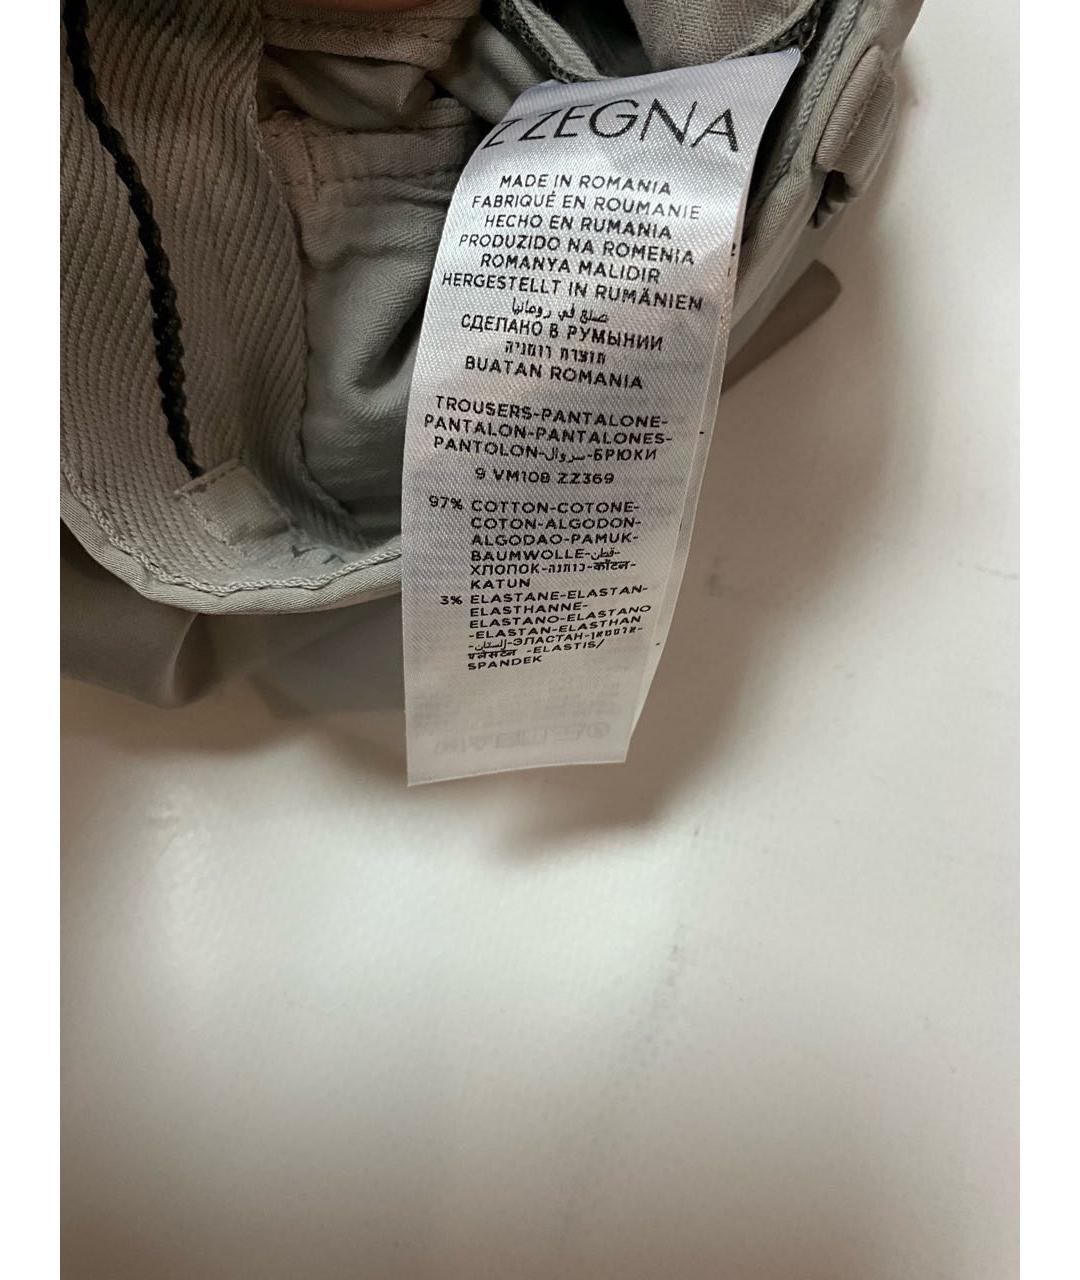 Z ZEGNA
MADE IN ROMANIA
FABRIQUÉ EN ROUMANIE
HECHO EN RUMANIA
PRODUZIDO NA ROMENIA
ROMANYA MALIDIR
HERGESTELLT IN RUMÄNIEN
صنع في رومانيا
СДЕЛАНО В РУМЫНИИ
תוצרת רומניה
BUATAN ROMANIA
TROUSERS-PANTALONE-
PANTALON-PANTALONES-
PANTOLON-سروال-БРЮКИ
9 VM108 ZZ369
97% COTTON-COTONE-
COTON-ALGODON-
ALGODAO-PAMUK-
BAUMWOLLE-قطن-
ХЛОПОК-כותנה-कॉटन-
KATUN
3% ELASTANE-ELASTAN-
ELASTHANNE-
ELASTANO-ELASTANO
-ELASTAN-ELASTHAN
-إلستان-ЭЛАСТАН-אלסטאן-
-ELASTIS/
SPANDEK